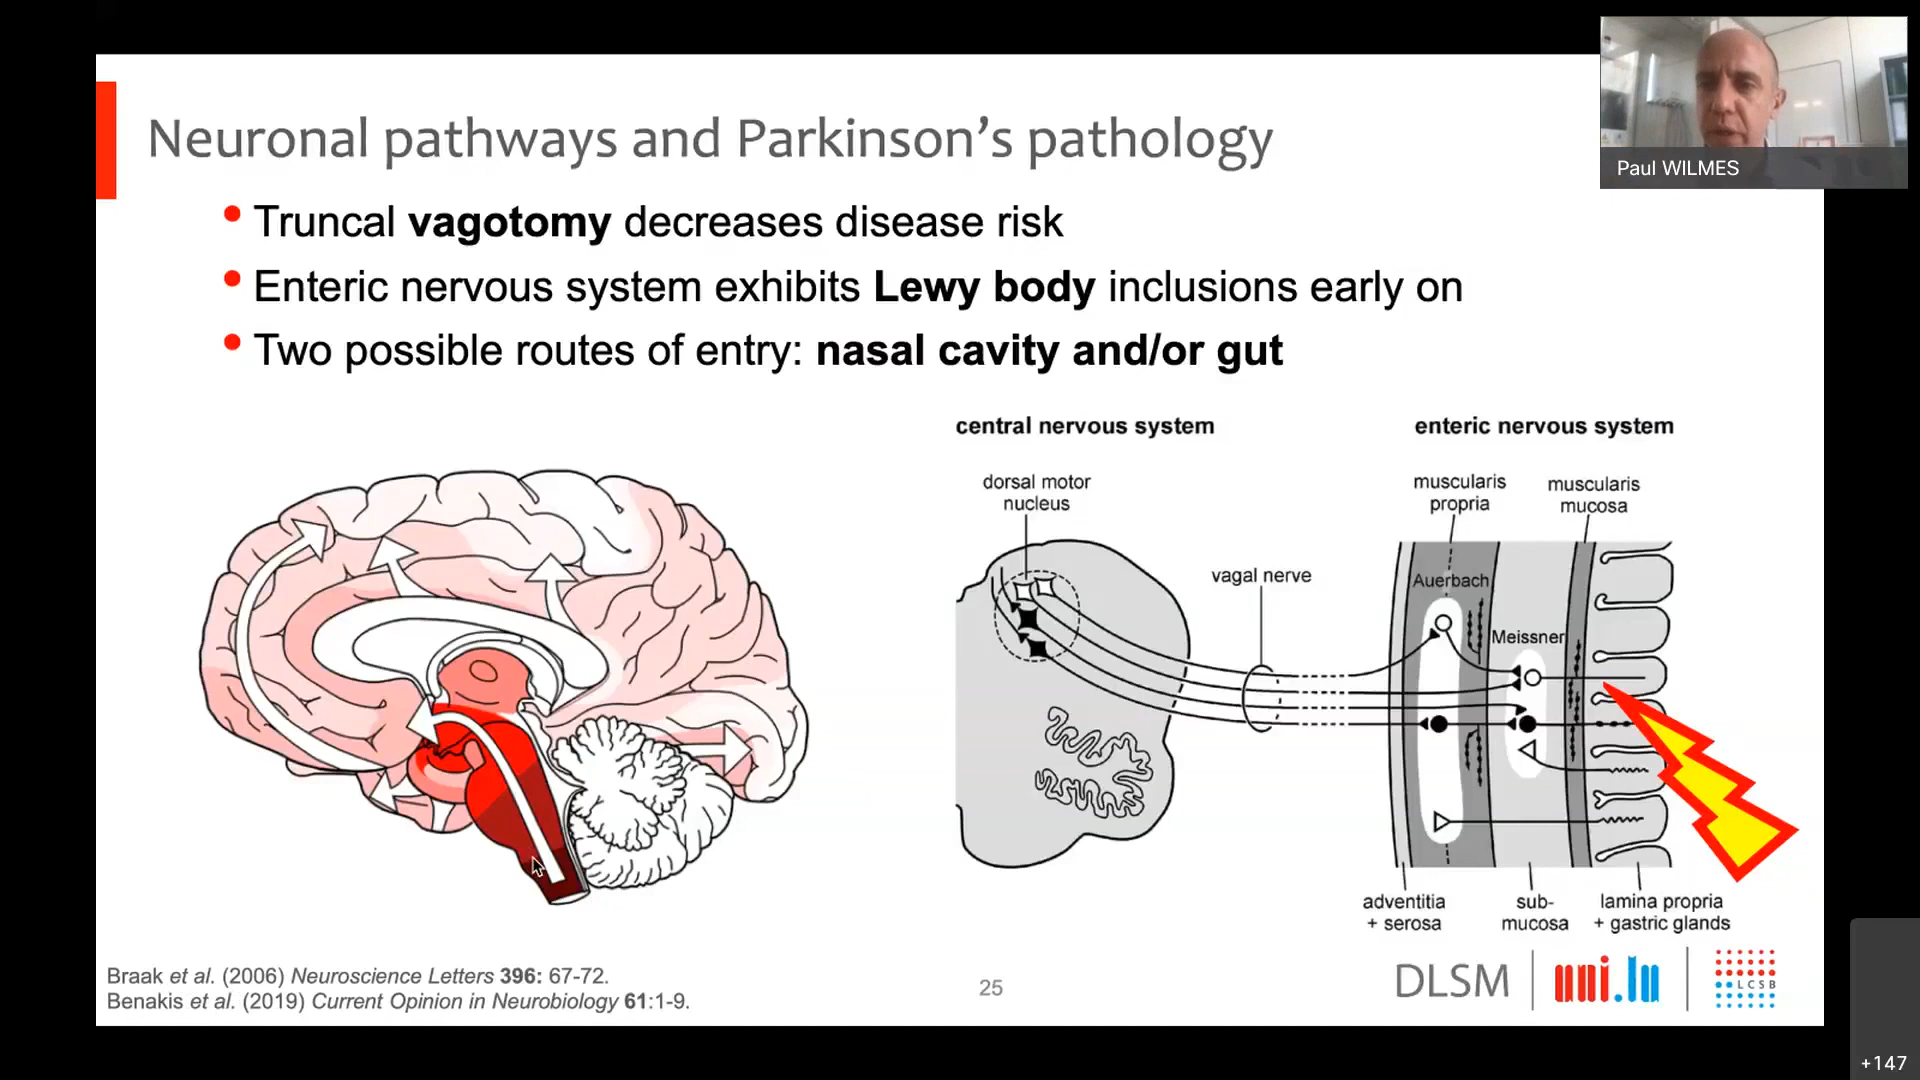 Paul WILMES
Neuronal pathways and Parkinson's pathology
• Truncal vagotomy decreases disease risk
• Enteric nervous system exhibits Lewy body inclusions early on
• Two possible routes of entry: nasal cavity and/or gut
central nervous system
enteric nervous system
dorsal motor
nucleus
vagal nerve
muscularis
propria
muscularis
mucosa
Auerbach
Meissner
adventitia
+ serosa
sub-
mucosa
lamina propria
+ gastric glands
Braak et al. (2006) Neuroscience Letters 396: 67-72.
Benakis et al. (2019) Current Opinion in Neurobiology 61:1-9.
25
DLSM
uni.lu
LCSB
+147